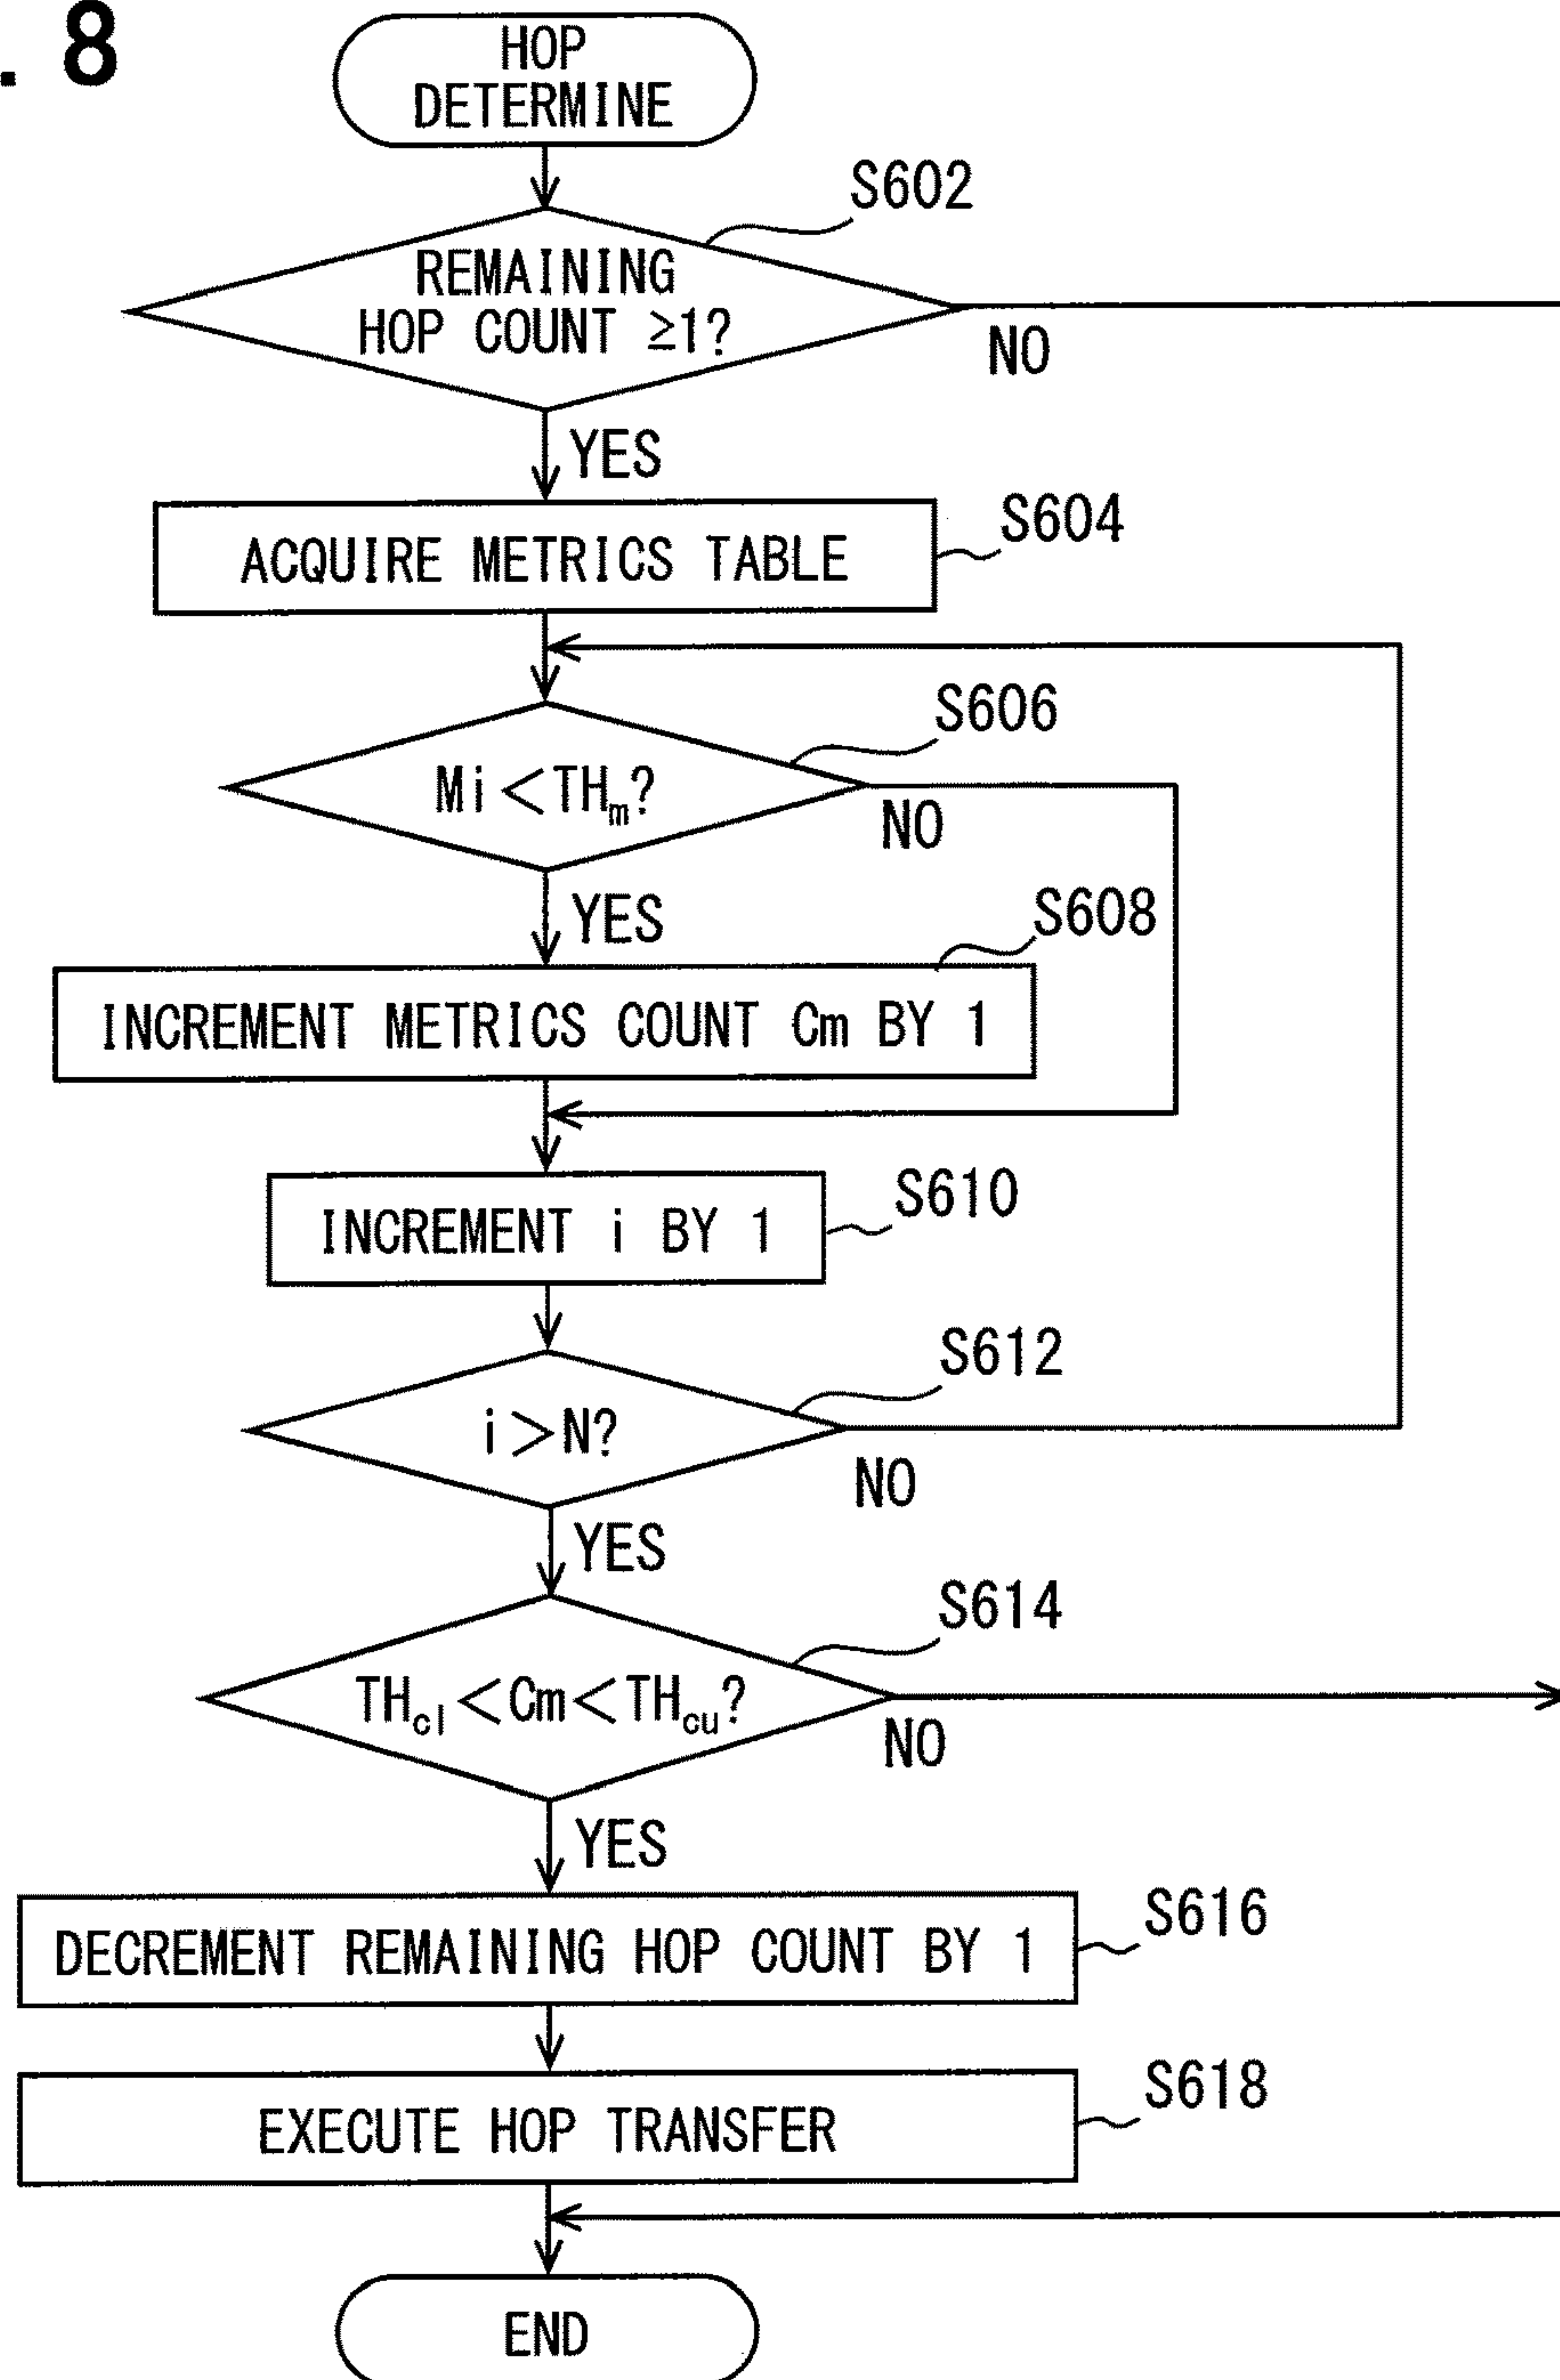 . 8
HOP
DETERMINE
S602
REMAINING
HOP COUNT ≥1?
NO
YES
S604
ACQUIRE METRICS TABLE
S606
Mi<THm?
NO
YES
S608
INCREMENT METRICS COUNT Cm BY 1
S610
INCREMENT i BY 1
S612
i>N?
NO
YES
S614
THcl<Cm<THcu?
NO
YES
S616
DECREMENT REMAINING HOP COUNT BY 1
S618
EXECUTE HOP TRANSFER
END